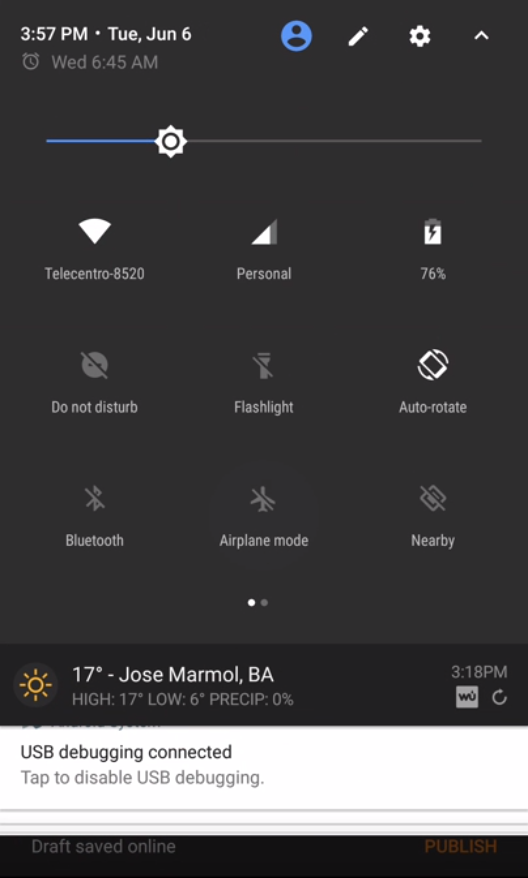 3:57 PM • Tue, Jun 6
Wed 6:45 AM
Telecentro-8520
Personal
76%
Do not disturb
Flashlight
Auto-rotate
Bluetooth
Airplane mode
Nearby
17° - Jose Marmol, BA
3:18PM
HIGH: 17° LOW: 6° PRECIP: 0%
wu
Android System
USB debugging connected
Tap to disable USB debugging.
Draft saved online
PUBLISH